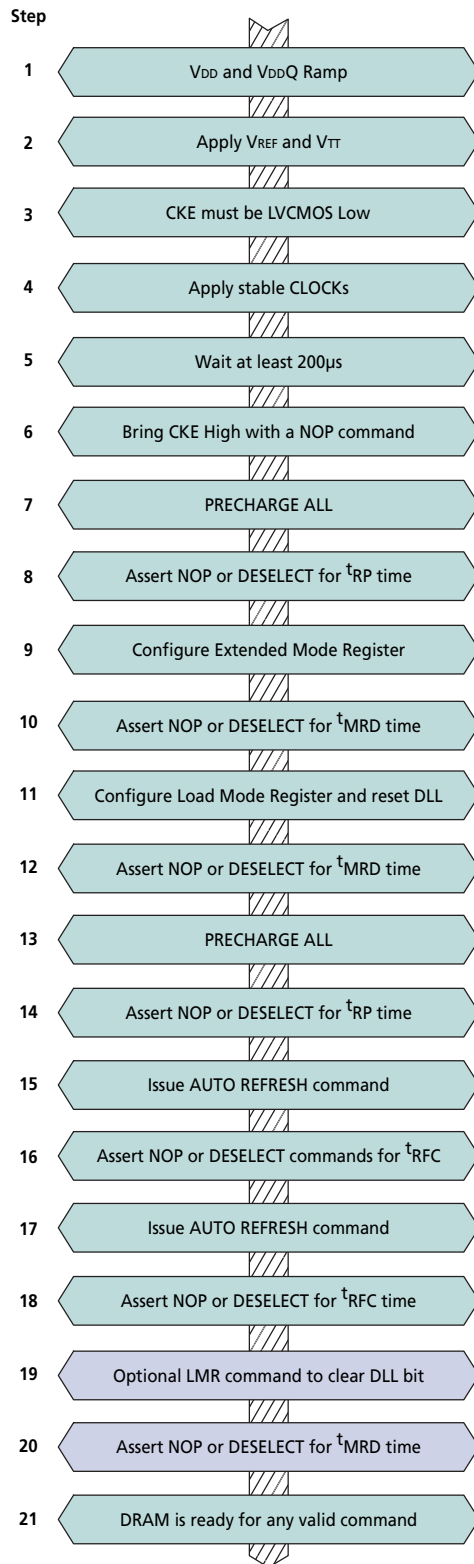 Step
1 VDD and VDDQ Ramp
2 Apply VREF and VTT
3 CKE must be LVCMOS Low
4 Apply stable CLOCKs
5 Wait at least 200µs
6 Bring CKE High with a NOP command
7 PRECHARGE ALL
8 Assert NOP or DESELECT for tRP time
9 Configure Extended Mode Register
10 Assert NOP or DESELECT for tMRD time
11 Configure Load Mode Register and reset DLL
12 Assert NOP or DESELECT for tMRD time
13 PRECHARGE ALL
14 Assert NOP or DESELECT for tRP time
15 Issue AUTO REFRESH command
16 Assert NOP or DESELECT commands for tRFC
17 Issue AUTO REFRESH command
18 Assert NOP or DESELECT for tRFC time
19 Optional LMR command to clear DLL bit
20 Assert NOP or DESELECT for tMRD time
21 DRAM is ready for any valid command